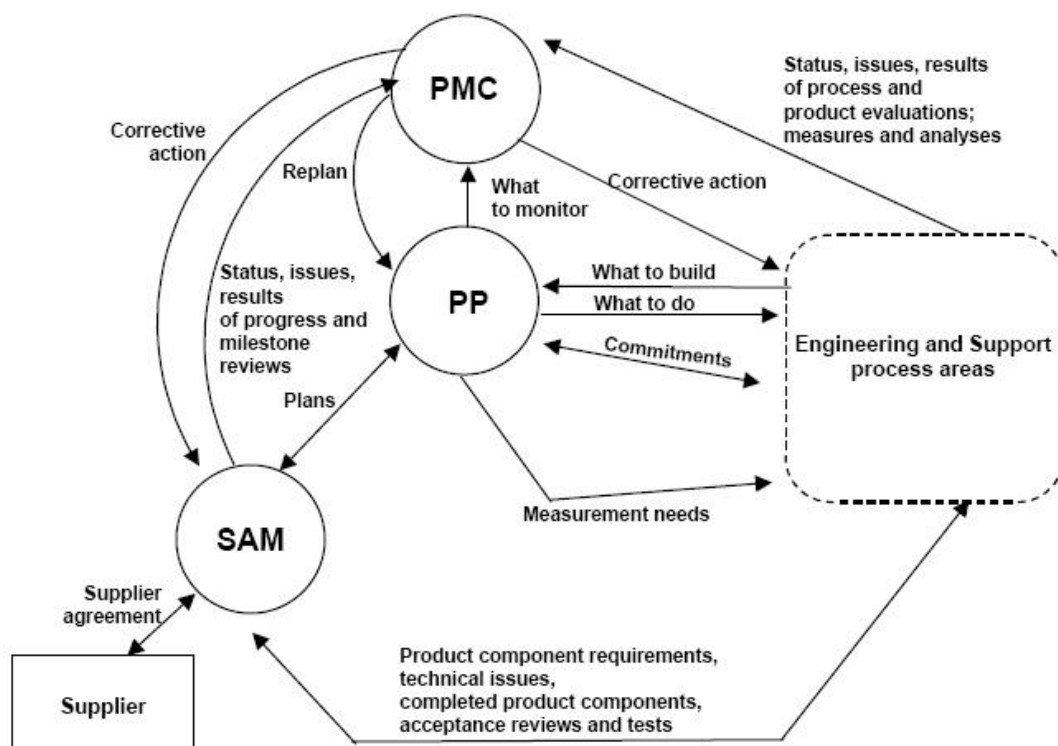 PMC
Status, issues, results
of process and
product evaluations;
measures and analyses
Corrective
action
Replan
What
to monitor
Corrective action
Status, issues,
results
of progress and
milestone
reviews
PP
What to build
What to do
Commitments
Engineering and Support
process areas
Plans
Measurement needs
SAM
Supplier
agreement
Supplier
Product component requirements,
technical issues,
completed product components,
acceptance reviews and tests